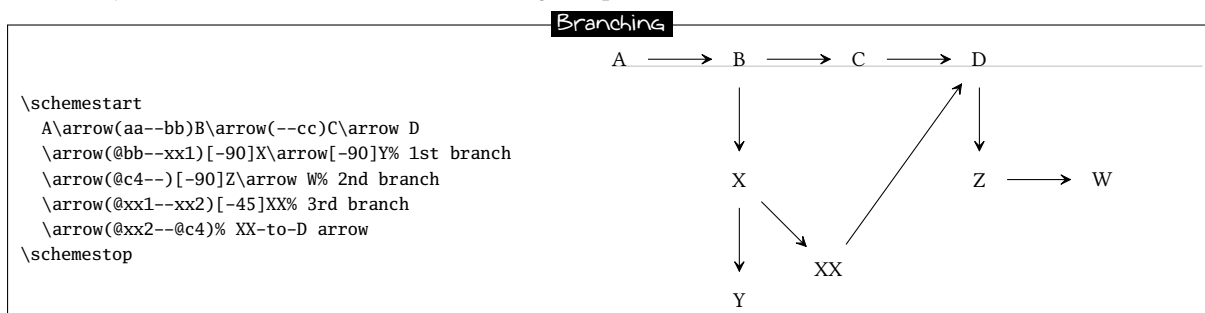 Branching
\schemestart
A\arrow(aa--bb)B\arrow(--cc)C\arrow D
\arrow(@bb--xx1)[-90]X\arrow[-90]Y% 1st branch
\arrow(@c4--)[-90]Z\arrow W% 2nd branch
\arrow(@xx1--xx2)[-45]XX% 3rd branch
\arrow(@xx2--@c4)% XX-to-D arrow
\schemestop
A B C D
X Z W
XX
Y